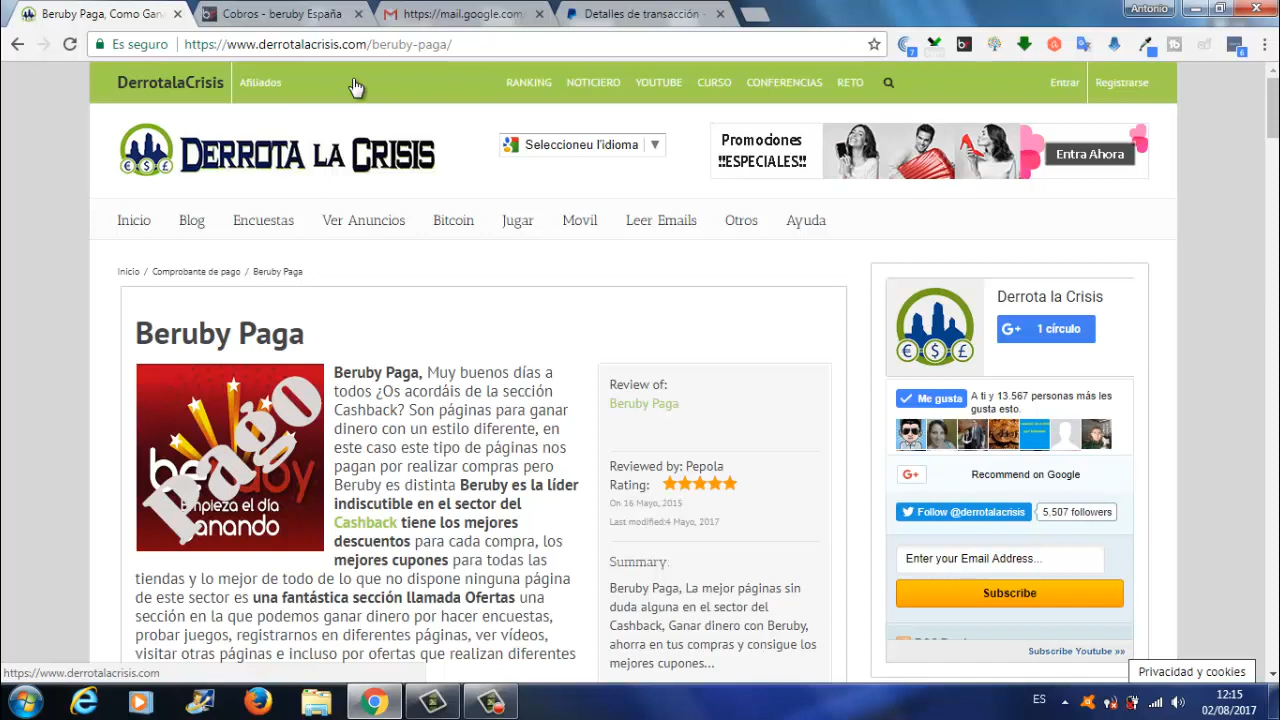 Beruby Paga, Como Gan
Cobros - beruby España
https://mail.google.com
Detalles de transacción
Antonio
Es seguro
https://www.derrotalacrisis.com/beruby-paga/
7
6
DerrotalaCrisis
Afiliados
RANKING NOTICIERO YOUTUBE CURSO CONFERENCIAS RETO
Entrar
Registrarse
DERROTA LA CRISIS
Seleccioneu l'idioma
Promociones
!!ESPECIALES!!
Entra Ahora
Inicio Blog Encuestas Ver Anuncios Bitcoin Jugar Movil Leer Emails Otros Ayuda
Inicio / Comprobante de pago / Beruby Paga
Beruby Paga
beruby
Empieza el día
ganando
Pago
Beruby Paga, Muy buenos días a
todos ¿Os acordáis de la sección
Cashback? Son páginas para ganar
dinero con un estilo diferente, en
este caso este tipo de páginas nos
pagan por realizar compras pero
Beruby es distinta Beruby es la líder
indiscutible en el sector del
Cashback tiene los mejores
descuentos para cada compra, los
mejores cupones para todas las
tiendas y lo mejor de todo de lo que no dispone ninguna página
de este sector es una fantástica sección llamada Ofertas una
sección en la que podemos ganar dinero por hacer encuestas,
probar juegos, registrarnos en diferentes páginas, ver vídeos,
visitar otras páginas e incluso por ofertas que realizan diferentes
Review of:
Beruby Paga
Reviewed by: Pepola
Rating:
On 16 Mayo, 2015
Last modified:4 Mayo, 2017
Summary:
Beruby Paga, La mejor páginas sin
duda alguna en el sector del
Cashback, Ganar dinero con Beruby,
ahorra en tus compras y consigue los
mejores cupones...
Derrota la Crisis
G+ 1 círculo
Me gusta
A ti y 13.567 personas más les
gusta esto.
G+
Recommend on Google
Follow @derrotalacrisis
5.507 followers
Enter your Email Address...
Subscribe
Subscribe Youtube »»
Privacidad y cookies
https://www.derrotalacrisis.com
ES
12:15
02/08/2017